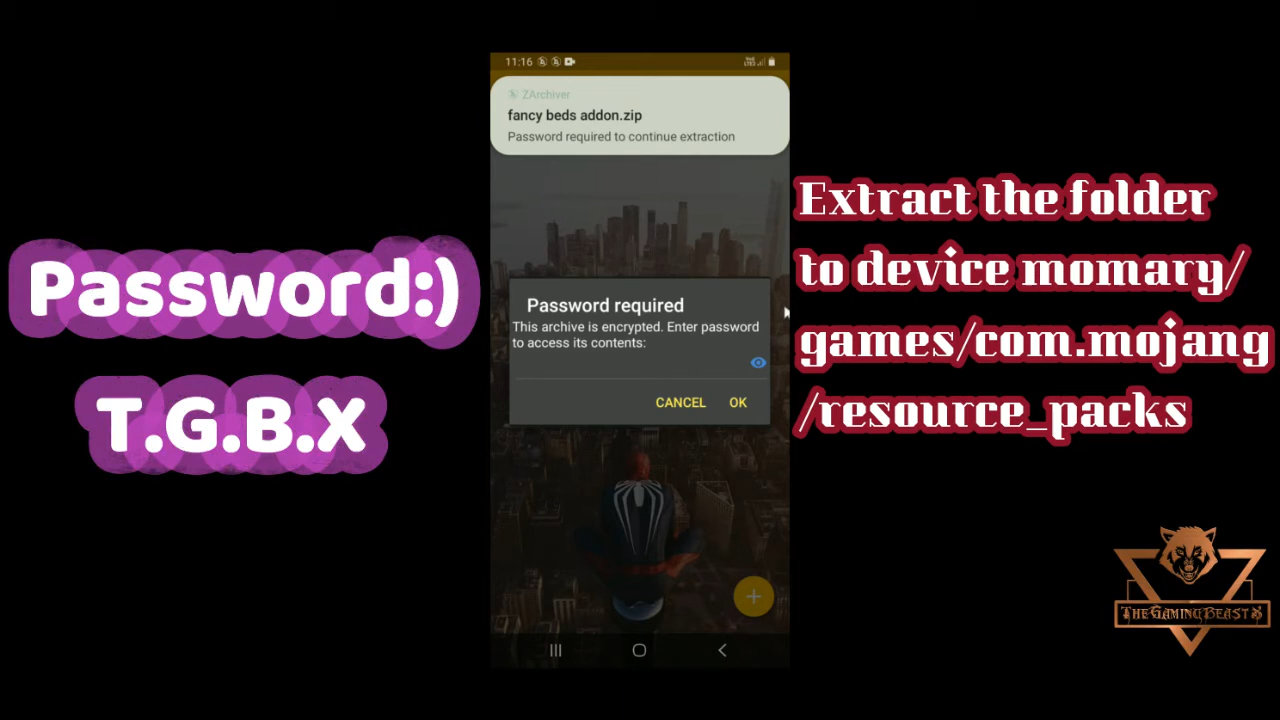 Password:)
T.G.B.X
11:16
ZArchiver
fancy beds addon.zip
Password required to continue extraction
Password required
This archive is encrypted. Enter password
to access its contents:
CANCEL OK
Extract the folder
to device momary/
games/com.mojang
/resource_packs
THEGAMINGBEAST X